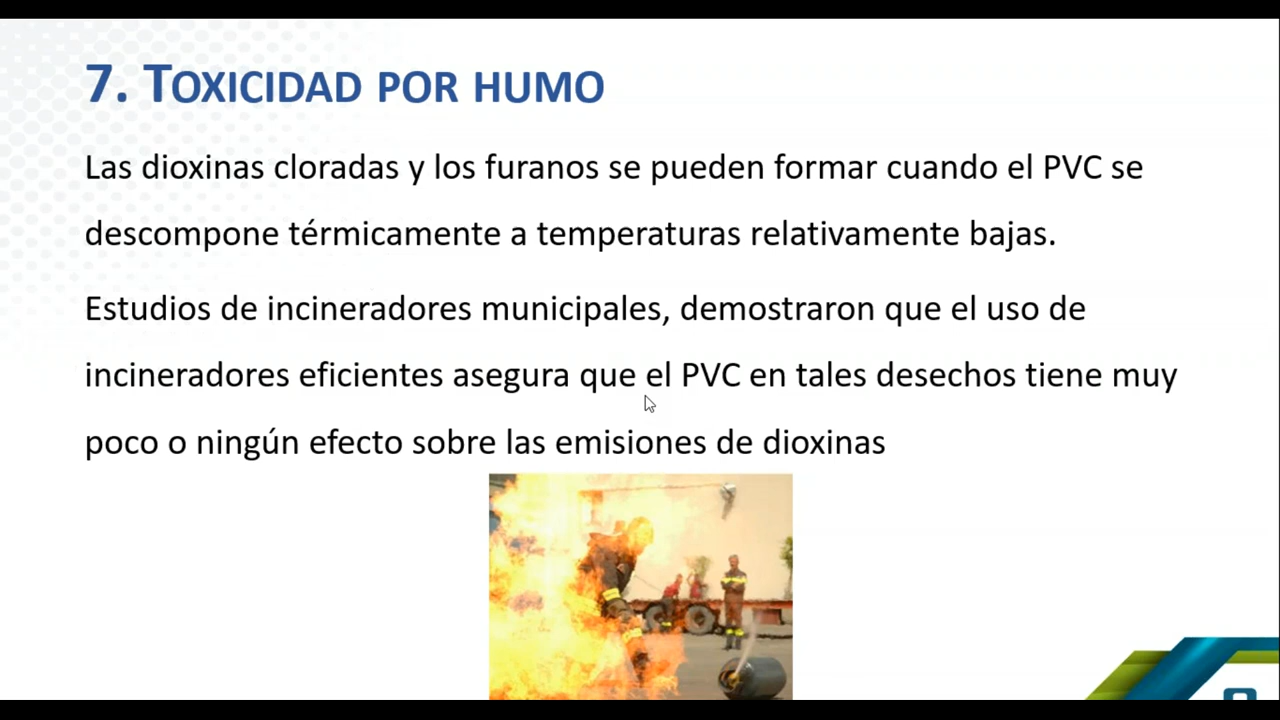 7. TOXICIDAD POR HUMO
Las dioxinas cloradas y los furanos se pueden formar cuando el PVC se
descompone térmicamente a temperaturas relativamente bajas.
Estudios de incineradores municipales, demostraron que el uso de
incineradores eficientes asegura que el PVC en tales desechos tiene muy
poco o ningún efecto sobre las emisiones de dioxinas